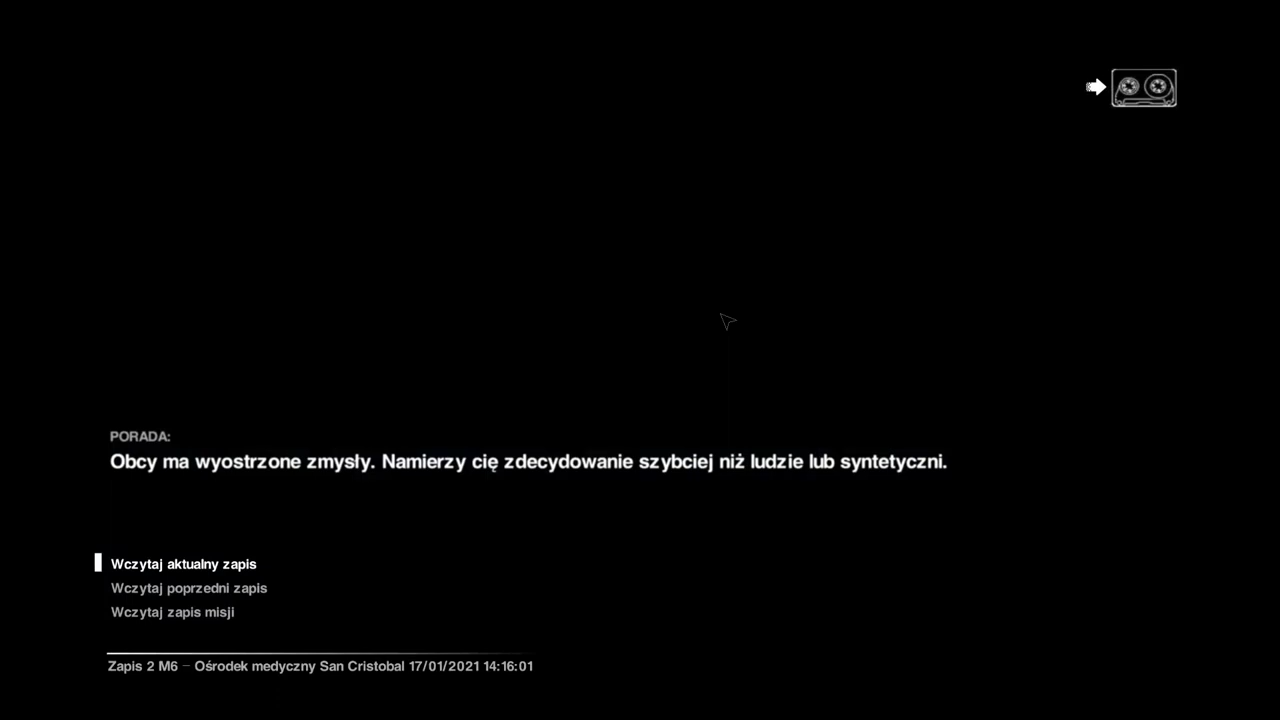 PORADA:
Obcy ma wyostrzone zmysły. Namierzy cię zdecydowanie szybciej niż ludzie lub syntetyczni.
Wczytaj aktualny zapis
Wczytaj poprzedni zapis
Wczytaj zapis misji
Zapis 2 M6 – Ośrodek medyczny San Cristobal 17/01/2021 14:16:01